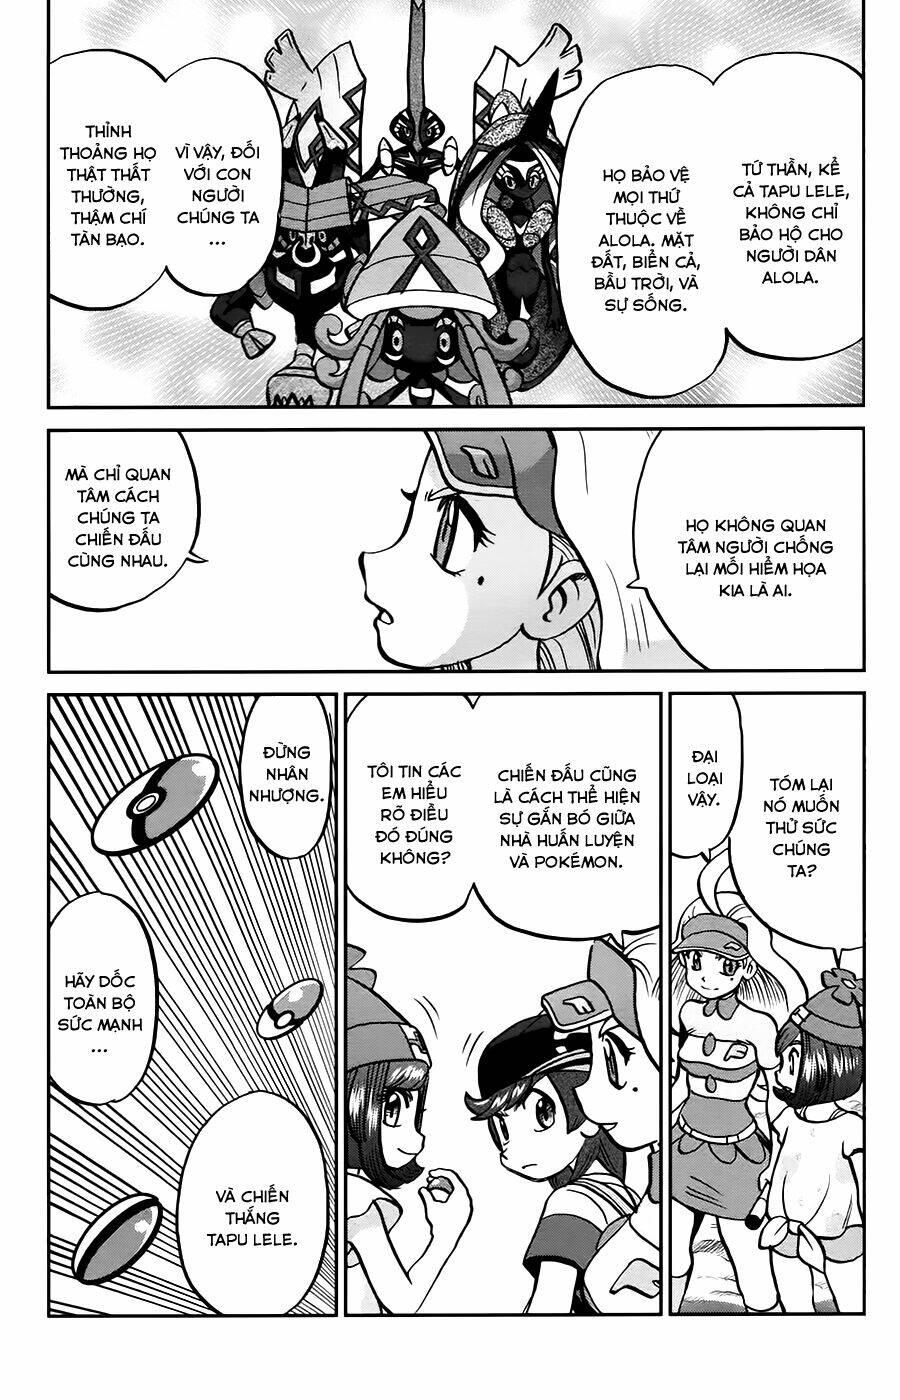 TỨ THẦN, KỂ
CẢ TAPU LELE,
KHÔNG CHỈ
BẢO HỘ CHO
NGƯỜI DÂN
ALOLA.
HỌ BẢO VỆ
MỌI THỨ
THUỘC VỀ
ALOLA. MẶT
ĐẤT, BIỂN CẢ,
BẦU TRỜI, VÀ
SỰ SỐNG.
VÌ VẬY, ĐỐI
VỚI CON
NGƯỜI
CHÚNG TA
...
THỈNH
THOẢNG HỌ
THẬT THẤT
THƯỜNG,
THẬM CHÍ
TÀN BẠO.
HỌ KHÔNG QUAN
TÂM NGƯỜI CHỐNG
LẠI MỐI HIỂM HỌA
KIA LÀ AI.
MÀ CHỈ QUAN
TÂM CÁCH
CHÚNG TA
CHIẾN ĐẤU
CÙNG NHAU.
TÓM LẠI
NÓ MUỐN
THỬ SỨC
CHÚNG
TA?
ĐẠI
LOẠI
VẬY.
CHIẾN ĐẤU CŨNG
LÀ CÁCH THỂ HIỆN
SỰ GẮN BÓ GIỮA
NHÀ HUẤN LUYỆN
VÀ POKÉMON.
TÔI TIN CÁC
EM HIỂU
RÕ ĐIỀU
ĐÓ ĐÚNG
KHÔNG?
ĐỪNG
NHÂN
NHƯỢNG.
HÃY DỐC
TOÀN BỘ
SỨC MẠNH
...
VÀ CHIẾN
THẮNG
TAPU LELE.